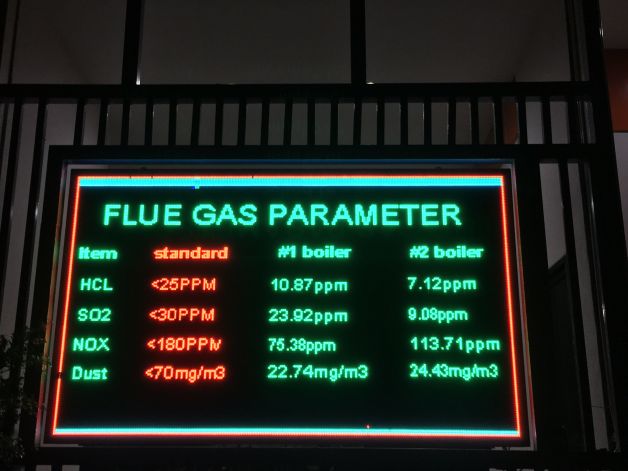 FLUE GAS PARAMETER
Item standard #1 boiler #2 boiler
HCL <25PPM 10.87ppm 7.12ppm
SO2 <30PPM 23.92ppm 9.08ppm
NOX <180PPM 75.38ppm 113.71ppm
Dust <70mg/m3 22.74mg/m3 24.43mg/m3